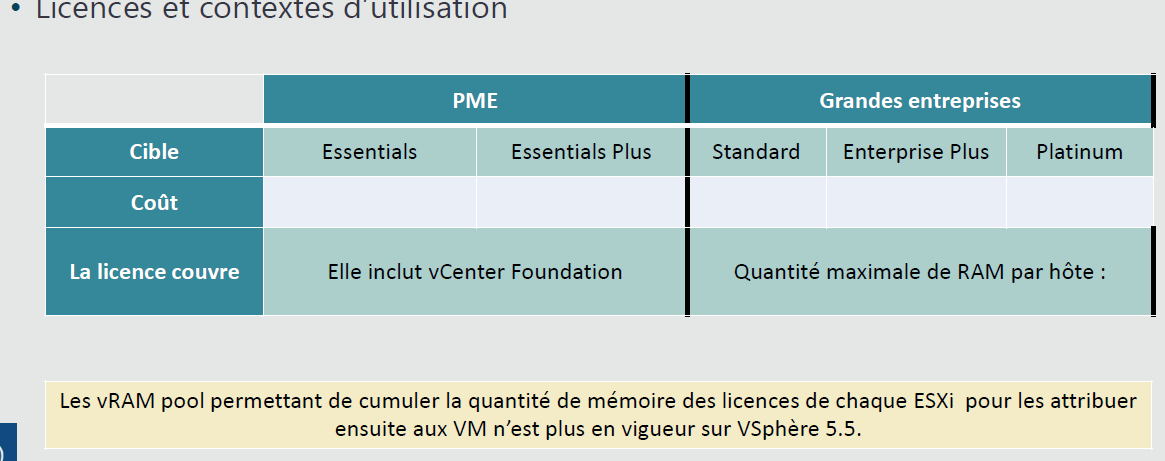 • Licences et contextes d'utilisation
PME Grandes entreprises
Cible Essentials Essentials Plus Standard Enterprise Plus Platinum
Coût
La licence couvre Elle inclut vCenter Foundation Quantité maximale de RAM par hôte :
Les vRAM pool permettant de cumuler la quantité de mémoire des licences de chaque ESXi pour les attribuer
ensuite aux VM n'est plus en vigueur sur VSphère 5.5.